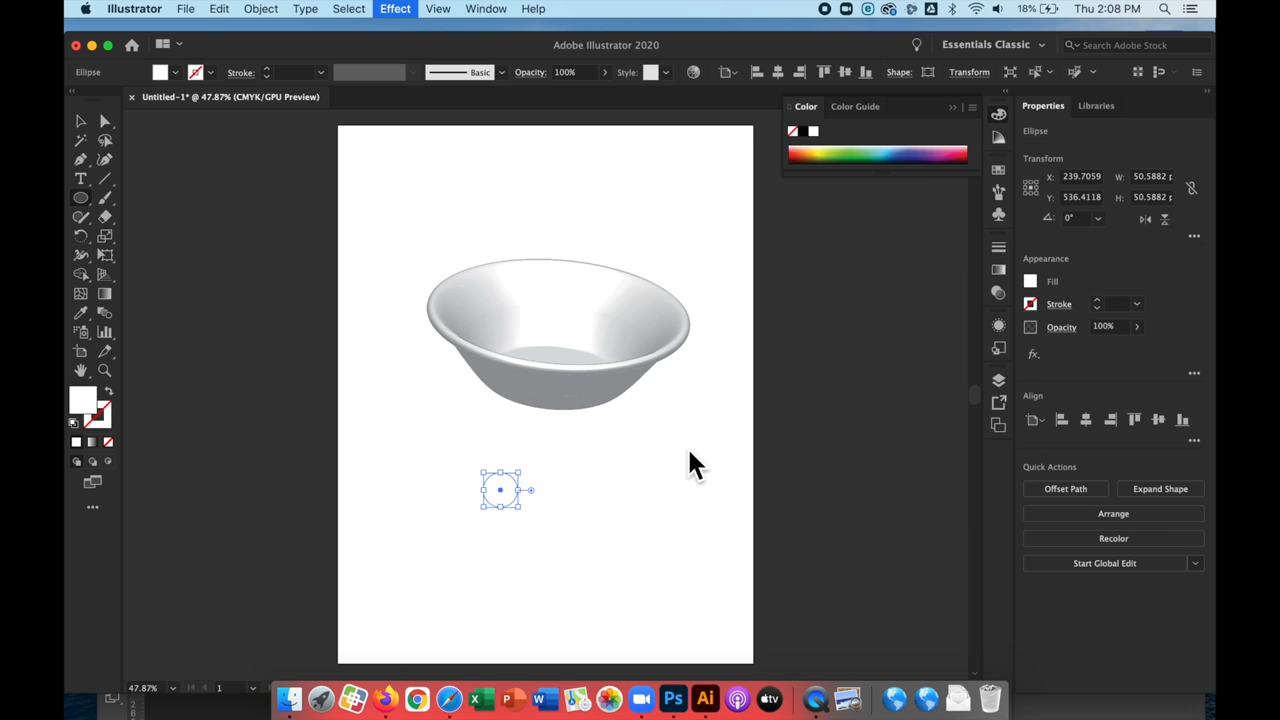 Illustrator File Edit Object Type Select Effect View Window Help 18% Thu 2:08 PM
Adobe Illustrator 2020 Essentials Classic Search Adobe Stock
Ellipse Stroke: Basic Opacity: 100% Style: Shape: Transform
Untitled-1* @ 47.87% (CMYK/GPU Preview)
Color Color Guide
Properties Libraries
Ellipse
Transform
X: 239.7059 W: 50.5882 p
Y: 536.4118 H: 50.5882 p
0°
Appearance
Fill
Stroke
Opacity 100%
fx.
Align
Quick Actions
Offset Path Expand Shape
Arrange
Recolor
Start Global Edit
47.87% 1
Ps Ai tv